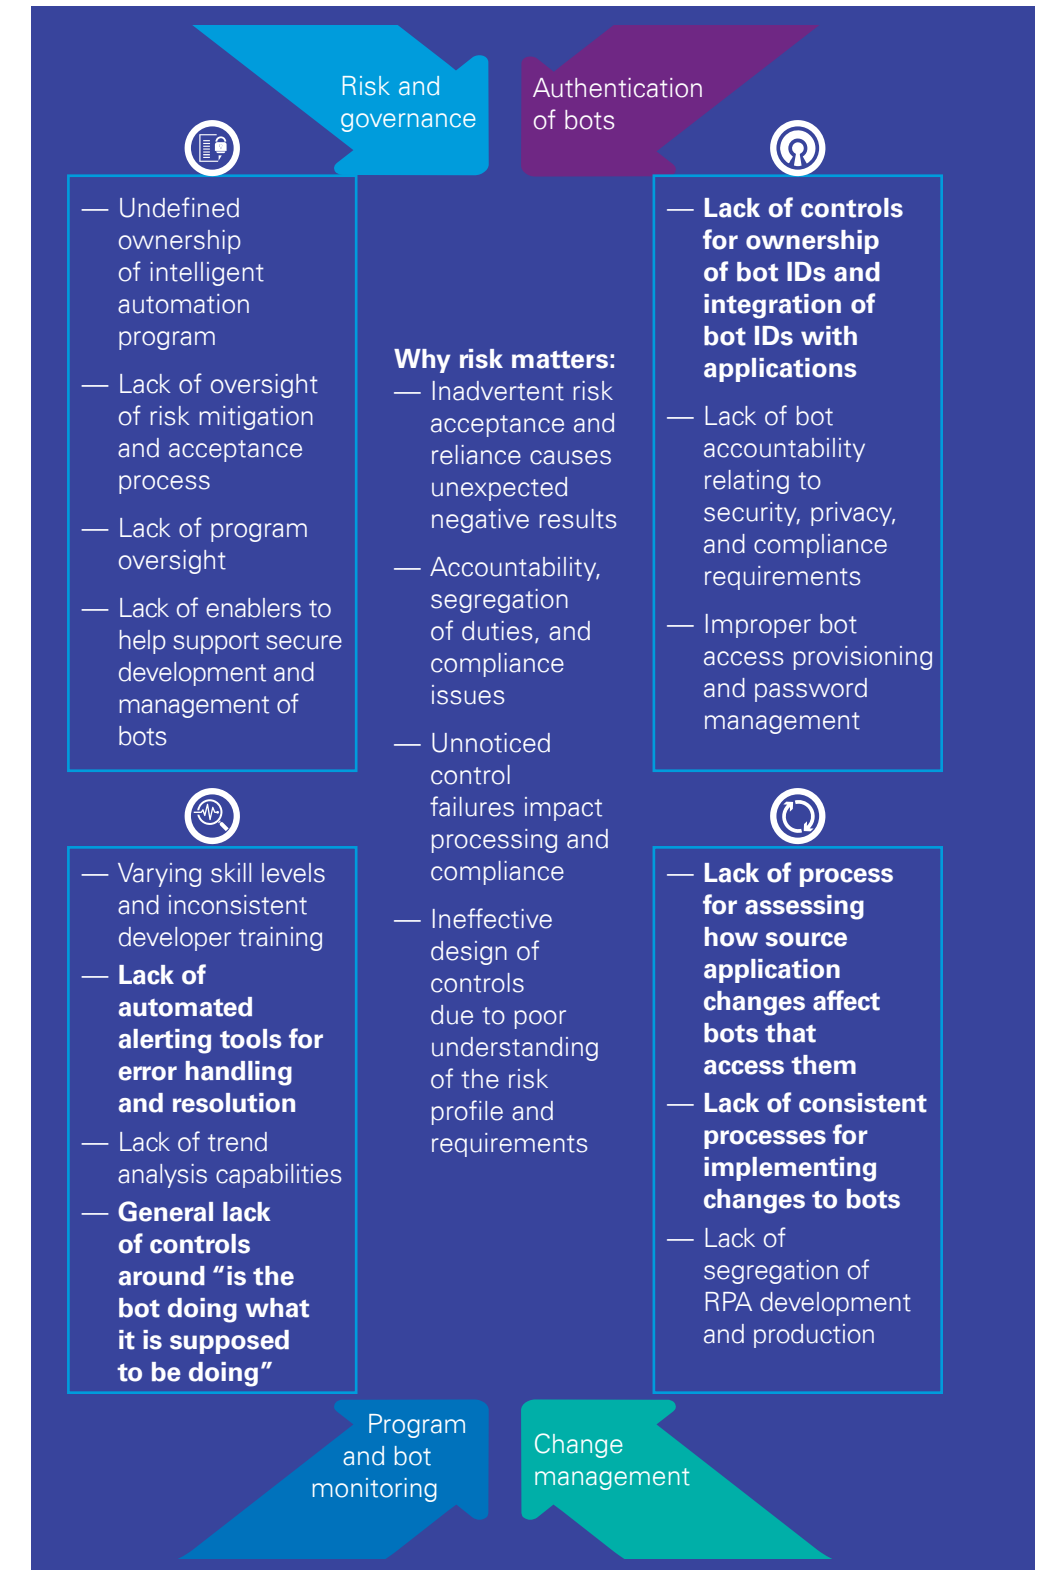 Risk and
governance
Authentication
of bots
— Undefined
ownership
of intelligent
automation
program
— Lack of oversight
of risk mitigation
and acceptance
process
— Lack of program
oversight
— Lack of enablers to
help support secure
development and
management of
bots
Why risk matters:
— Inadvertent risk
acceptance and
reliance causes
unexpected
negative results
— Accountability,
segregation
of duties, and
compliance
issues
— Unnoticed
control
failures impact
processing and
compliance
— Ineffective
design of
controls
due to poor
understanding
of the risk
profile and
requirements
— Lack of controls
for ownership
of bot IDs and
integration of
bot IDs with
applications
— Lack of bot
accountability
relating to
security, privacy,
and compliance
requirements
— Improper bot
access provisioning
and password
management
— Varying skill levels
and inconsistent
developer training
— Lack of
automated
alerting tools for
error handling
and resolution
— Lack of trend
analysis capabilities
— General lack
of controls
around “is the
bot doing what
it is supposed
to be doing”
— Lack of process
for assessing
how source
application
changes affect
bots that
access them
— Lack of consistent
processes for
implementing
changes to bots
— Lack of
segregation of
RPA development
and production
Program
and bot
monitoring
Change
management